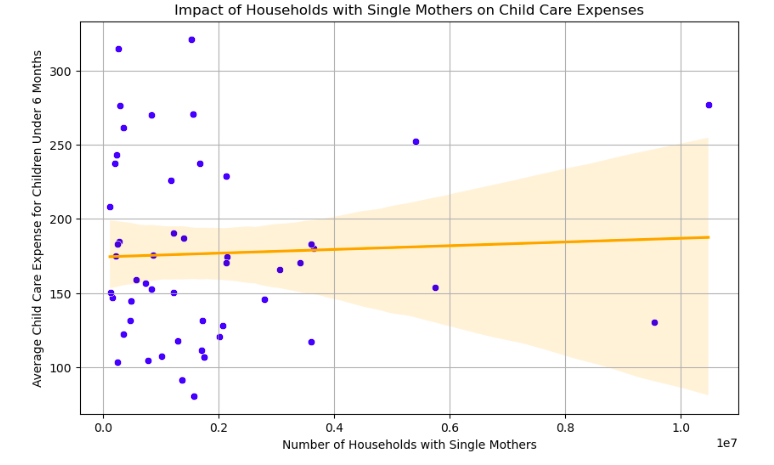 Impact of Households with Single Mothers on Child Care Expenses
Average Child Care Expense for Children Under 6 Months
300
250
200
150
100
0.0 0.2 0.4 0.6 0.8 1.0
1e7
Number of Households with Single Mothers